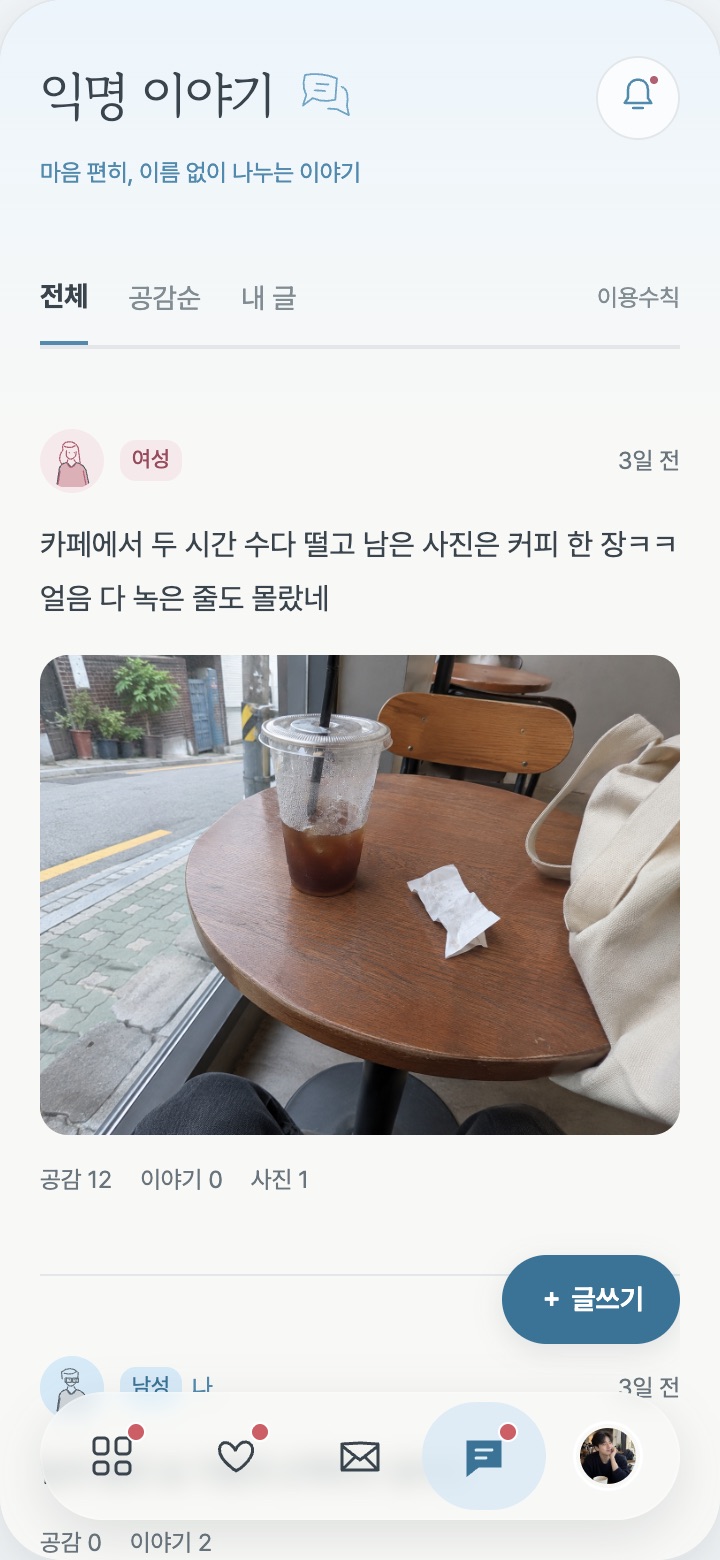 익명 이야기
마음 편히, 이름 없이 나누는 이야기
전체 공감순 내 글 이용수칙
여성 3일 전
카페에서 두 시간 수다 떨고 남은 사진은 커피 한 장ㅋㅋ
얼음 다 녹은 줄도 몰랐네
공감 12 이야기 0 사진 1
+ 글쓰기
남성 나 3일 전
공감 0 이야기 2